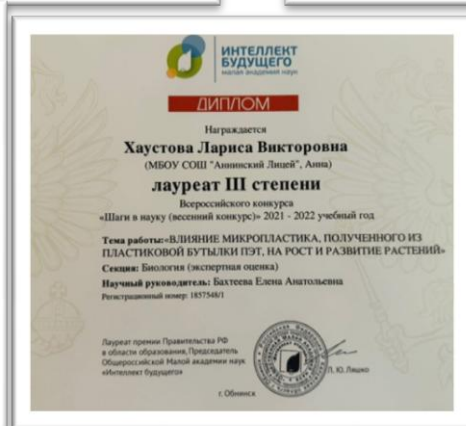 ИНТЕЛЛЕКТ
БУДУЩЕГО
малая академия наук
ДИПЛОМ
Награждается
Хаустова Лариса Викторовна
(МБОУ СОШ "Аннинский Лицей", Анна)
лауреат III степени
Всероссийского конкурса
«Шаги в науку (весенний конкурс)» 2021 - 2022 учебный год
Тема работы:«ВЛИЯНИЕ МИКРОПЛАСТИКА, ПОЛУЧЕННОГО ИЗ
ПЛАСТИКОВОЙ БУТЫЛКИ ПЭТ, НА РОСТ И РАЗВИТИЕ РАСТЕНИЙ»
Секция: Биология (экспертная оценка)
Научный руководитель: Бахтеева Елена Анатольевна
Регистрационный номер: 1857548/1
Лауреат премии Правительства РФ
в области образования, Председатель
Общероссийской Малой академии наук
«Интеллект будущего»
Л. Ю. Ляшко
г. Обнинск